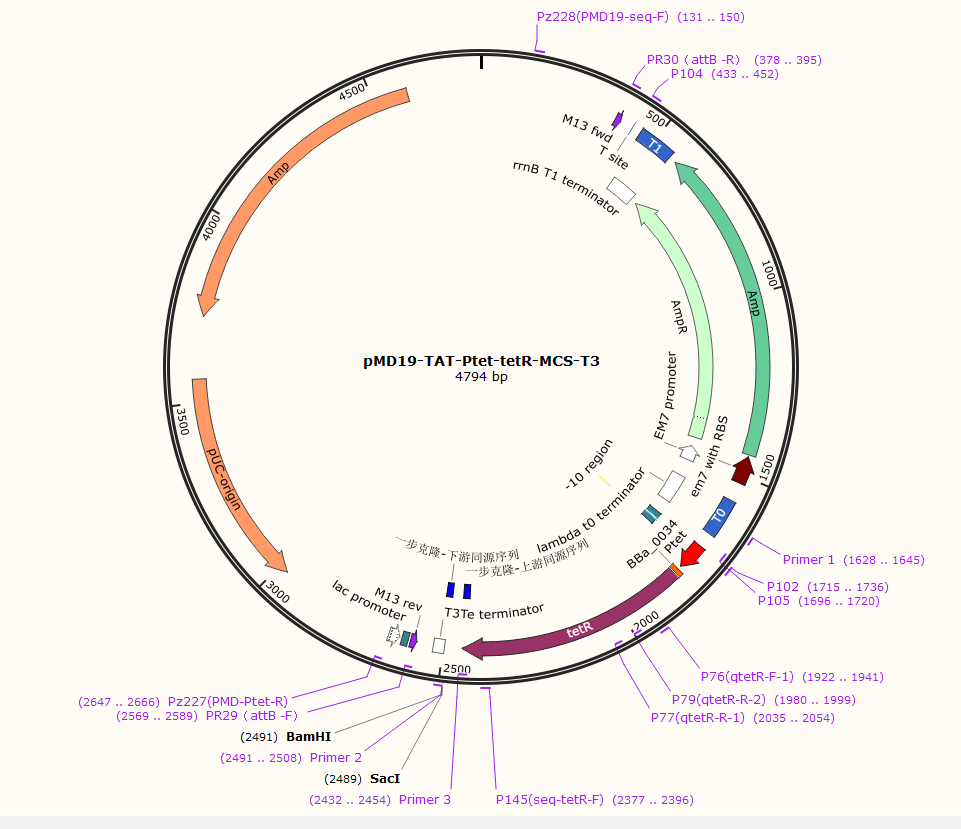 Pz228(PMD19-seq-F) (131 .. 150)
PR30（attB -R） (378 .. 395)
P104 (433 .. 452)
4500
500
M13 fwd
T site
T1
rrnB T1 terminator
Amp
4000
1000
Amp
AmpR
pMD19-TAT-Ptet-tetR-MCS-T3
4794 bp
EM7 promoter
3500
em7 with RBS
1500
-10 region
pUC-origin
lambda t0 terminator
T0
BBa_0034
Ptet
一步克隆-下游同源序列
一步克隆-上游同源序列
Primer 1 (1628 .. 1645)
P102 (1715 .. 1736)
P105 (1696 .. 1720)
3000
lac promoter
M13 rev
T3Te terminator
tetR
2000
2500
P76(qtetR-F-1) (1922 .. 1941)
(2647 .. 2666) Pz227(PMD-Ptet-R)
P79(qtetR-R-2) (1980 .. 1999)
(2569 .. 2589) PR29（attB -F）
P77(qtetR-R-1) (2035 .. 2054)
(2491) BamHI
(2491 .. 2508) Primer 2
(2489) SacI
(2432 .. 2454) Primer 3
P145(seq-tetR-F) (2377 .. 2396)